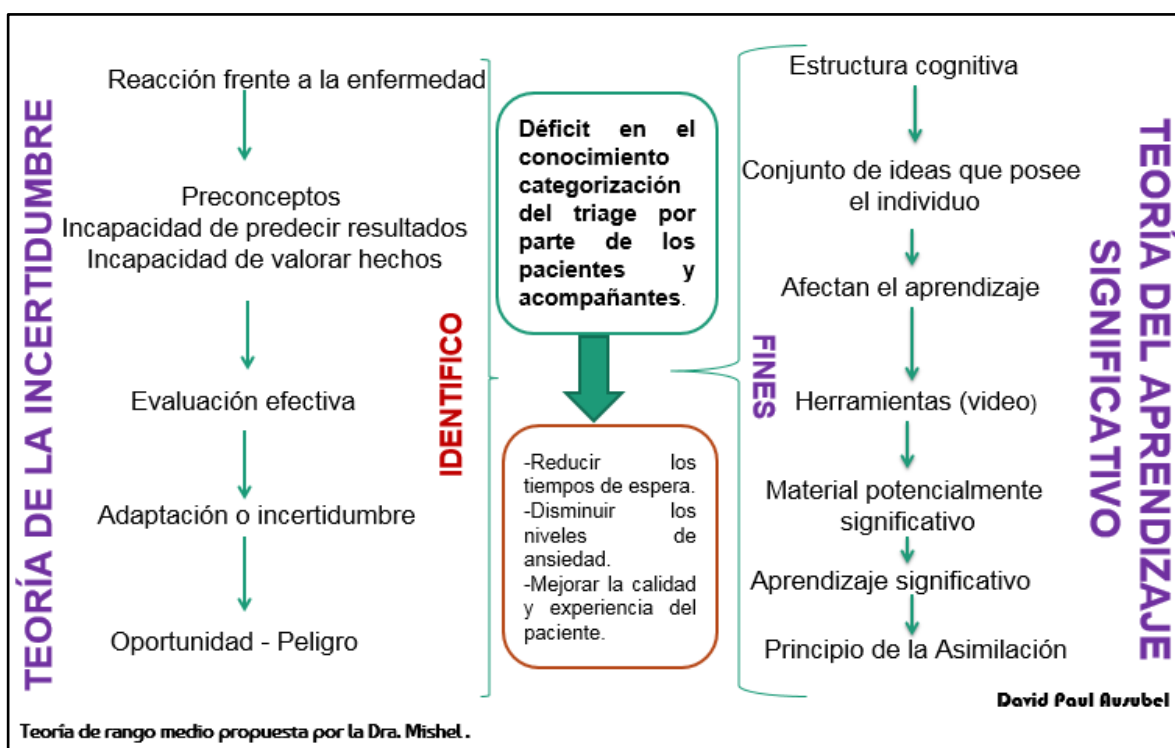 TEORÍA DE LA INCERTIDUMBRE
Reacción frente a la enfermedad
Preconceptos
Incapacidad de predecir resultados
Incapacidad de valorar hechos
Evaluación efectiva
Adaptación o incertidumbre
Oportunidad - Peligro
Teoría de rango medio propuesta por la Dra. Mishel.
IDENTIFICO
Déficit en el
conocimiento
categorización
del triage por
parte de los
pacientes y
acompañantes.
-Reducir los
tiempos de espera.
-Disminuir los
niveles de
ansiedad.
-Mejorar la calidad
y experiencia del
paciente.
FINES
Estructura cognitiva
Conjunto de ideas que posee
el individuo
Afectan el aprendizaje
Herramientas (video)
Material potencialmente
significativo
Aprendizaje significativo
Principio de la Asimilación
David Paul Ausubel
TEORÍA DEL APRENDIZAJE
SIGNIFICATIVO